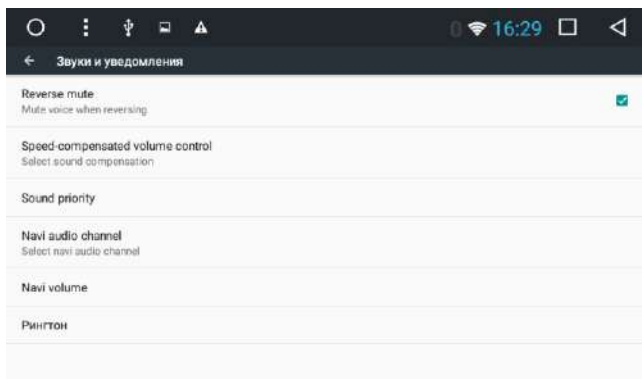 16:29
Звуки и уведомления
Reverse mute
Mute voice when reversing
Speed-compensated volume control
Select sound compensation
Sound priority
Navi audio channel
Select navi audio channel
Navi volume
Рингтон